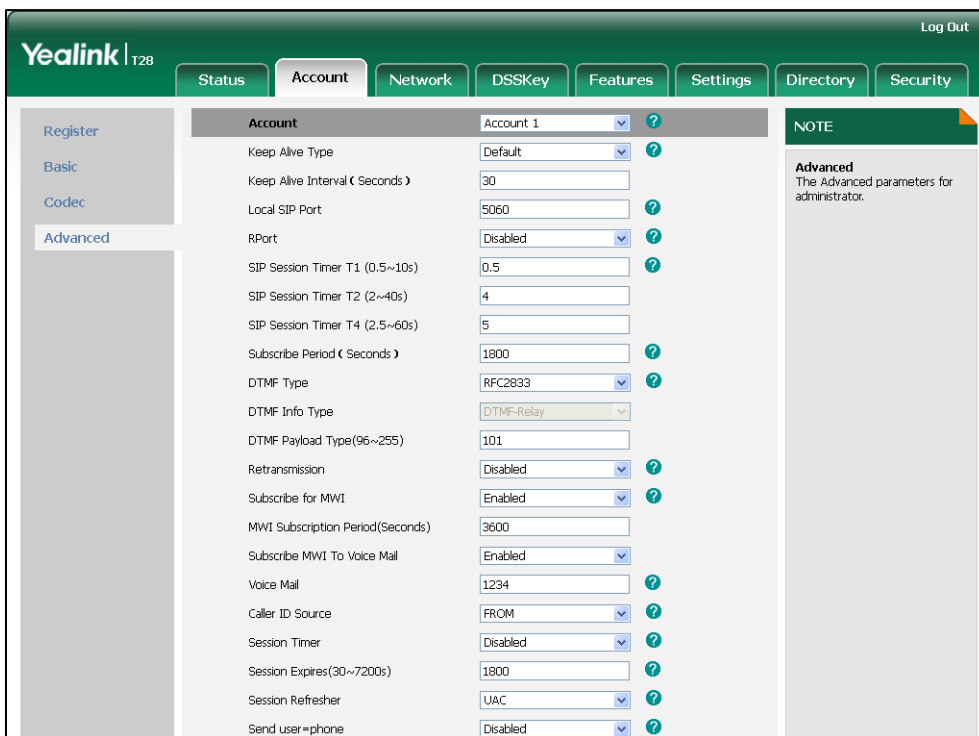 Log Out
Yealink T28
Status Account Network DSSKey Features Settings Directory Security
Register
Basic
Codec
Advanced
Account Account 1 ?
Keep Alive Type Default ?
Keep Alive Interval(Seconds) 30
Local SIP Port 5060 ?
RPort Disabled ?
SIP Session Timer T1 (0.5~10s) 0.5 ?
SIP Session Timer T2 (2~40s) 4
SIP Session Timer T4 (2.5~60s) 5
Subscribe Period(Seconds) 1800 ?
DTMF Type RFC2833 ?
DTMF Info Type DTMF-Relay
DTMF Payload Type(96~255) 101
Retransmission Disabled ?
Subscribe for MWI Enabled ?
MWI Subscription Period(Seconds) 3600
Subscribe MWI To Voice Mail Enabled
Voice Mail 1234 ?
Caller ID Source FROM ?
Session Timer Disabled ?
Session Expires(30~7200s) 1800 ?
Session Refresher UAC ?
Send user=phone Disabled ?
NOTE
Advanced
The Advanced parameters for
administrator.